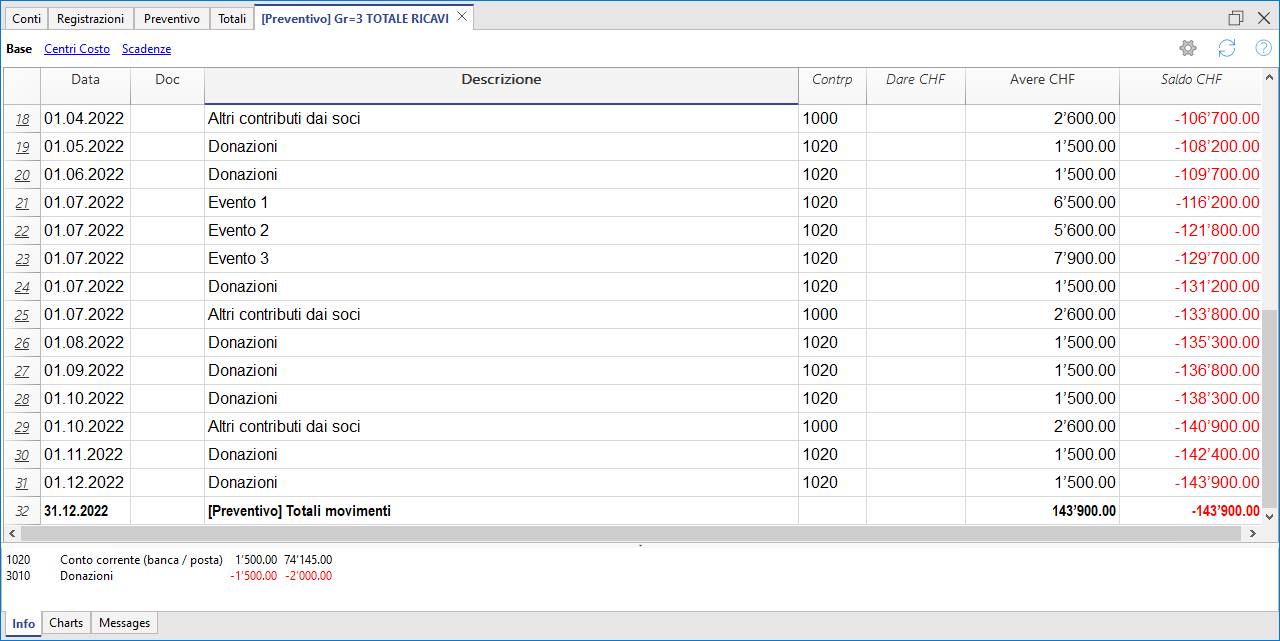 Conti Registrazioni Preventivo Totali [Preventivo] Gr=3 TOTALE RICAVI
Base Centri Costo Scadenze
Data Doc Descrizione Contrp Dare CHF Avere CHF Saldo CHF
18 01.04.2022 Altri contributi dai soci 1000 2’600.00 -106’700.00
19 01.05.2022 Donazioni 1020 1’500.00 -108’200.00
20 01.06.2022 Donazioni 1020 1’500.00 -109’700.00
21 01.07.2022 Evento 1 1020 6’500.00 -116’200.00
22 01.07.2022 Evento 2 1020 5’600.00 -121’800.00
23 01.07.2022 Evento 3 1020 7’900.00 -129’700.00
24 01.07.2022 Donazioni 1020 1’500.00 -131’200.00
25 01.07.2022 Altri contributi dai soci 1000 2’600.00 -133’800.00
26 01.08.2022 Donazioni 1020 1’500.00 -135’300.00
27 01.09.2022 Donazioni 1020 1’500.00 -136’800.00
28 01.10.2022 Donazioni 1020 1’500.00 -138’300.00
29 01.10.2022 Altri contributi dai soci 1000 2’600.00 -140’900.00
30 01.11.2022 Donazioni 1020 1’500.00 -142’400.00
31 01.12.2022 Donazioni 1020 1’500.00 -143’900.00
32 31.12.2022 [Preventivo] Totali movimenti 143’900.00 -143’900.00
1020 Conto corrente (banca / posta) 1’500.00 74’145.00
3010 Donazioni -1’500.00 -2’000.00
Info Charts Messages